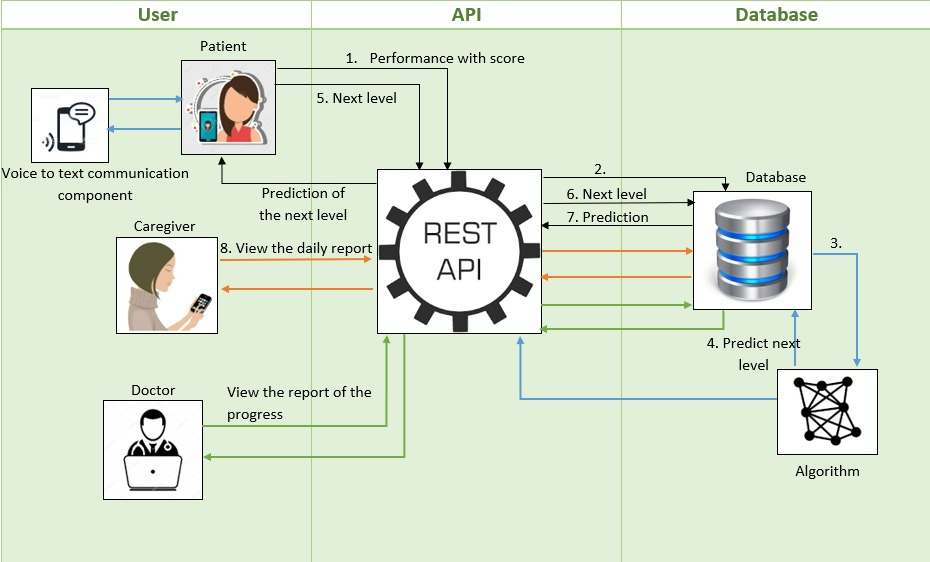 User
API
Database
Patient
1. Performance with score
5. Next level
Voice to text communication
component
Prediction of
the next level
2.
6. Next level
7. Prediction
Database
Caregiver
8. View the daily report
REST
API
3.
4. Predict next
level
Doctor
View the report of the
progress
Algorithm